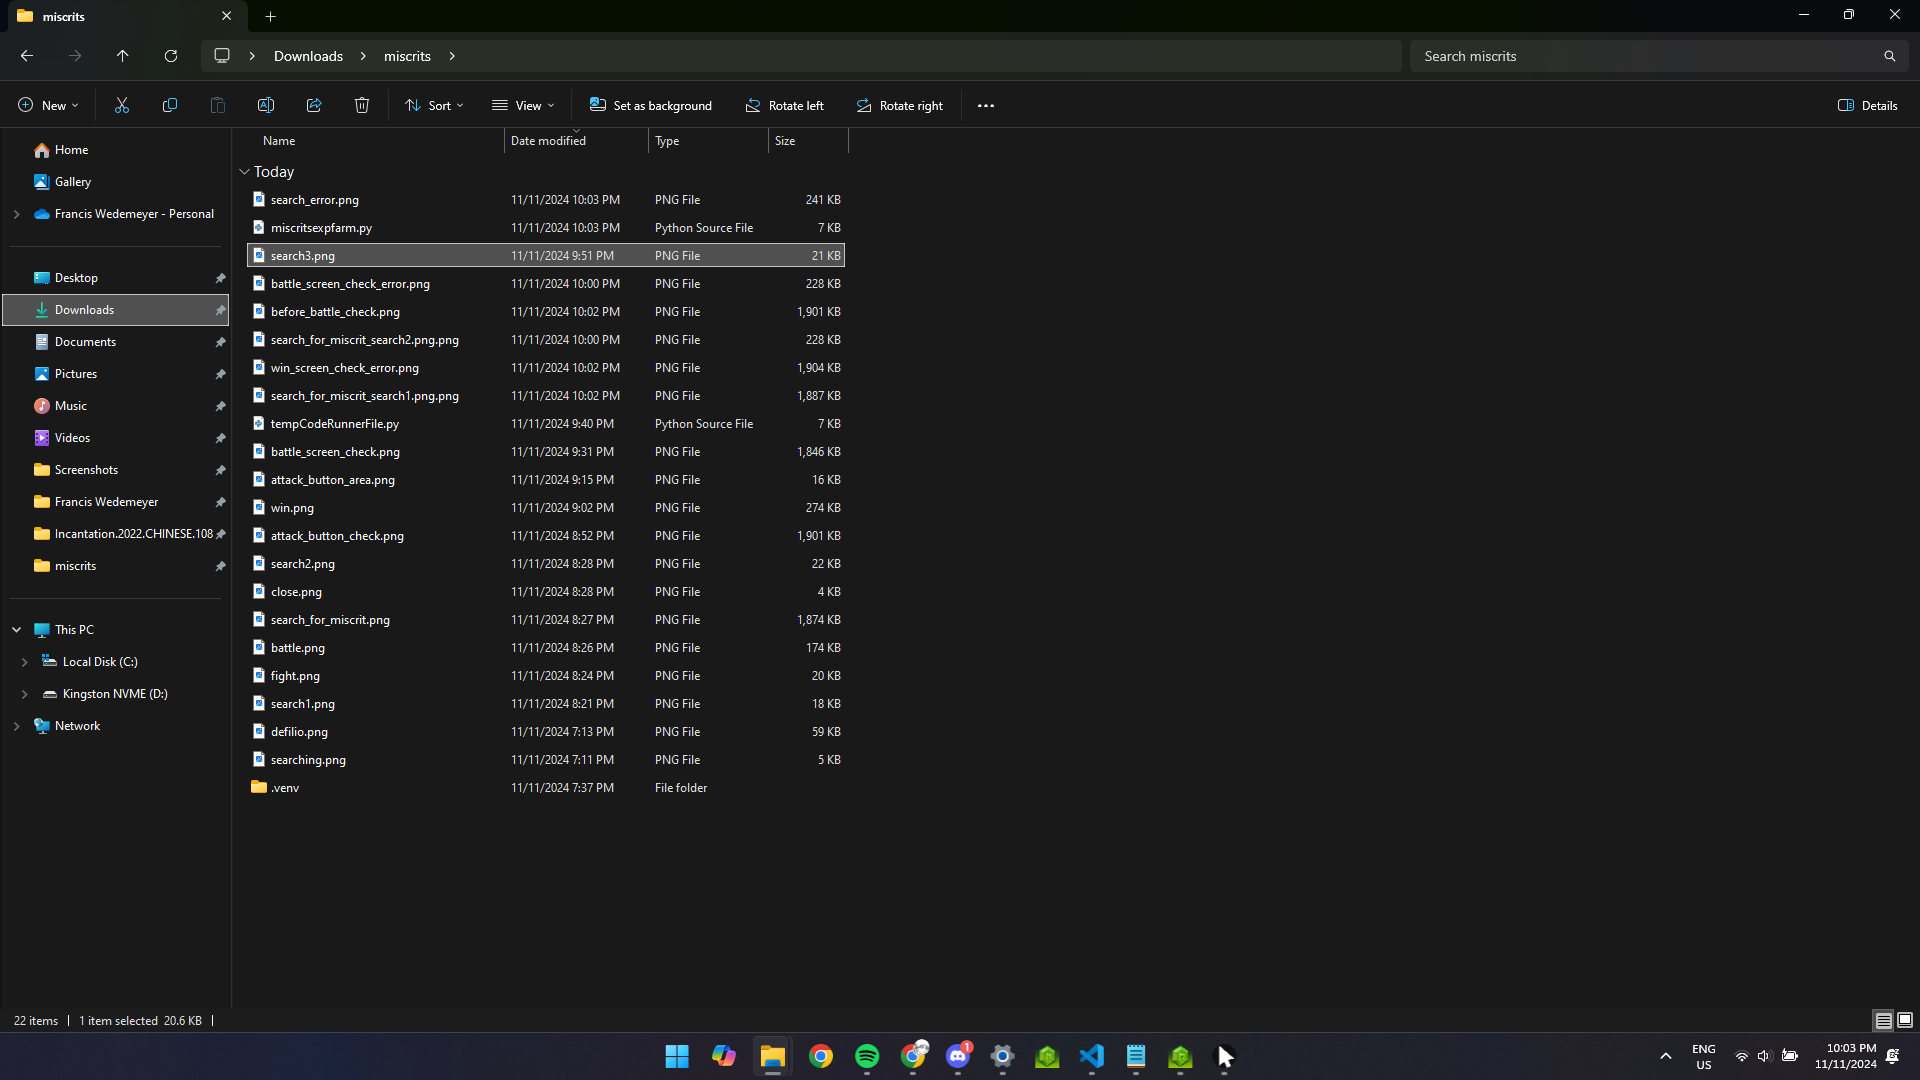 miscrits
Downloads
miscrits
Search miscrits
New
Sort
View
Set as background
Rotate left
Rotate right
Details
Home
Gallery
Francis Wedemeyer - Personal
Desktop
Downloads
Documents
Pictures
Music
Videos
Screenshots
Francis Wedemeyer
Incantation.2022.CHINESE.108
miscrits
This PC
Local Disk (C:)
Kingston NVME (D:)
Network
Name Date modified Type Size
Today
search_error.png 11/11/2024 10:03 PM PNG File 241 KB
miscritsexpfarm.py 11/11/2024 10:03 PM Python Source File 7 KB
search3.png 11/11/2024 9:51 PM PNG File 21 KB
battle_screen_check_error.png 11/11/2024 10:00 PM PNG File 228 KB
before_battle_check.png 11/11/2024 10:02 PM PNG File 1,901 KB
search_for_miscrit_search2.png.png 11/11/2024 10:00 PM PNG File 228 KB
win_screen_check_error.png 11/11/2024 10:02 PM PNG File 1,904 KB
search_for_miscrit_search1.png.png 11/11/2024 10:02 PM PNG File 1,887 KB
tempCodeRunnerFile.py 11/11/2024 9:40 PM Python Source File 7 KB
battle_screen_check.png 11/11/2024 9:31 PM PNG File 1,846 KB
attack_button_area.png 11/11/2024 9:15 PM PNG File 16 KB
win.png 11/11/2024 9:02 PM PNG File 274 KB
attack_button_check.png 11/11/2024 8:52 PM PNG File 1,901 KB
search2.png 11/11/2024 8:28 PM PNG File 22 KB
close.png 11/11/2024 8:28 PM PNG File 4 KB
search_for_miscrit.png 11/11/2024 8:27 PM PNG File 1,874 KB
battle.png 11/11/2024 8:26 PM PNG File 174 KB
fight.png 11/11/2024 8:24 PM PNG File 20 KB
search1.png 11/11/2024 8:21 PM PNG File 18 KB
defilio.png 11/11/2024 7:13 PM PNG File 59 KB
searching.png 11/11/2024 7:11 PM PNG File 5 KB
.venv 11/11/2024 7:37 PM File folder
22 items
1 item selected 20.6 KB
1
ENG
US
10:03 PM
11/11/2024